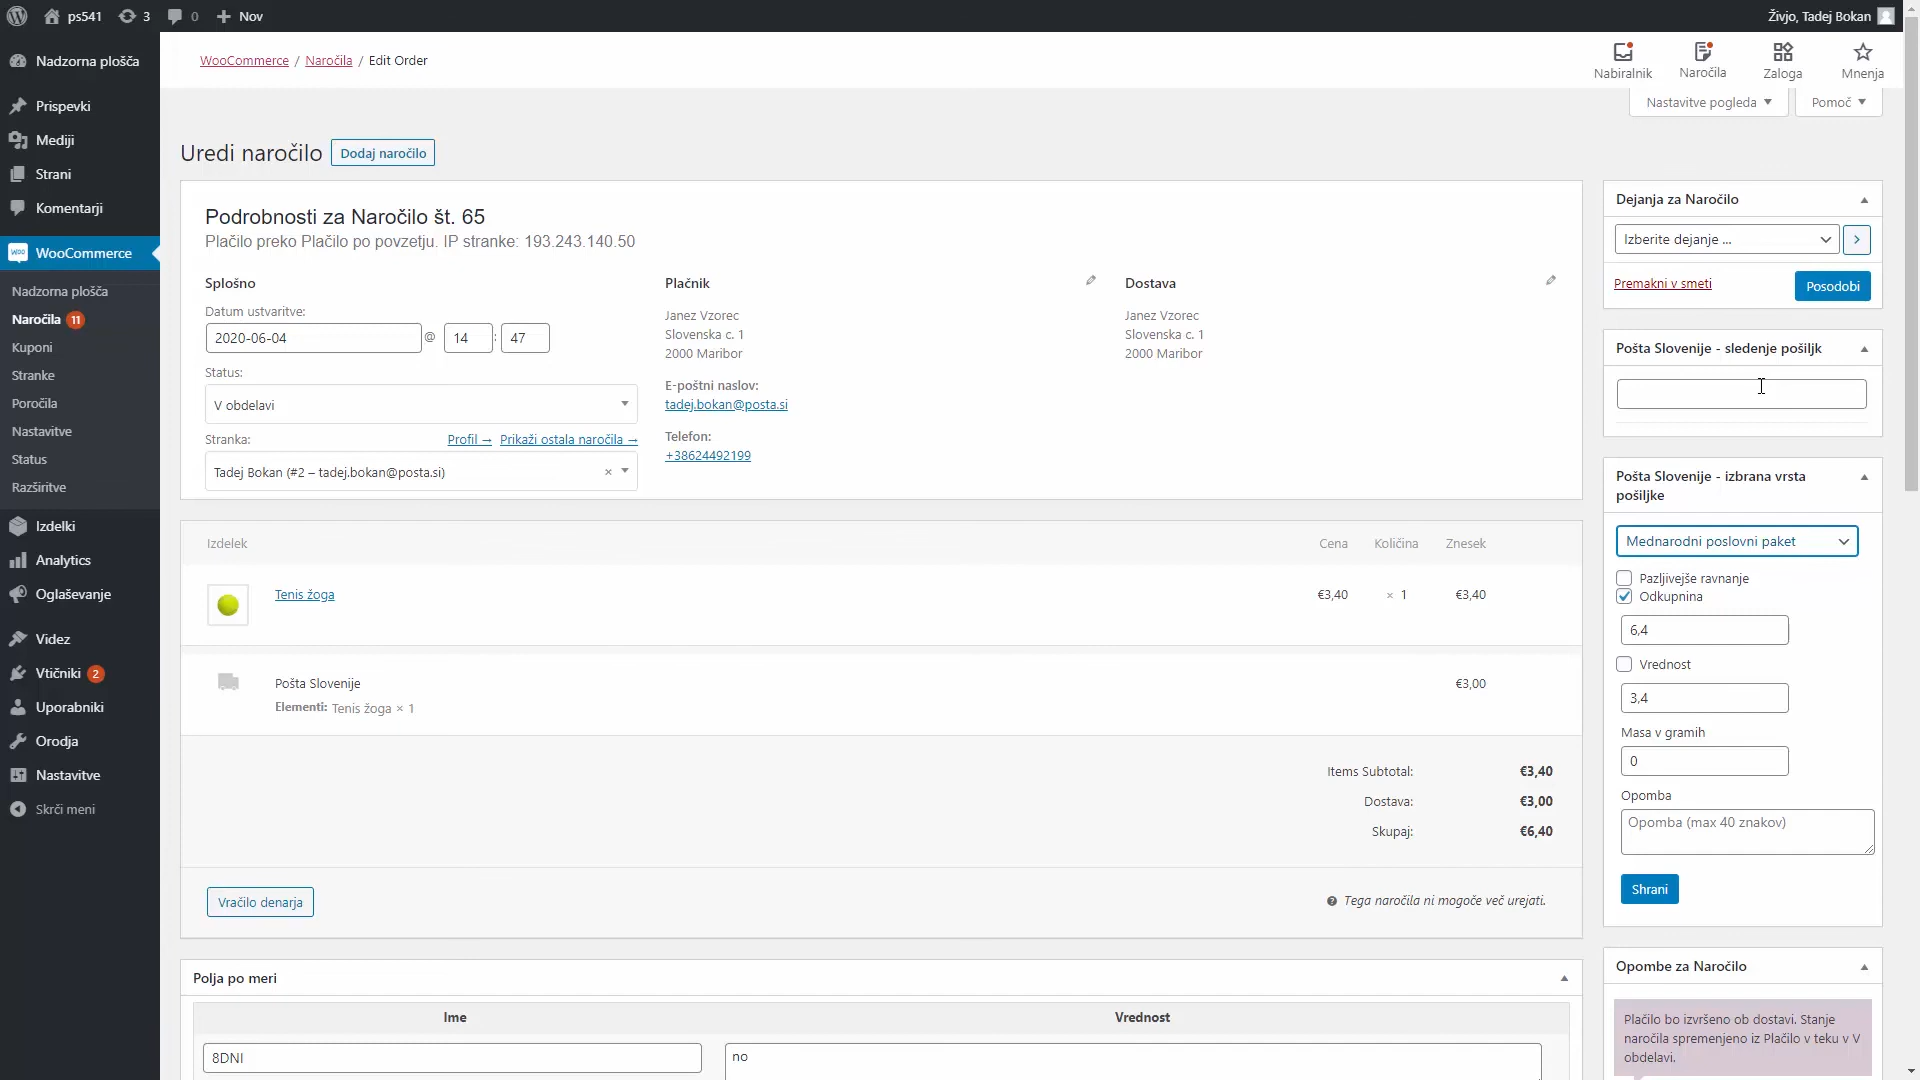 ps541
3
0
Nov
Živjo, Tadej Bokan
Nadzorna plošča
Prispevki
Mediji
Strani
Komentarji
WooCommerce
Nadzorna plošča
Naročila 11
Kuponi
Stranke
Poročila
Nastavitve
Status
Razširitve
Izdelki
Analytics
Oglaševanje
Videz
Vtičniki 2
Uporabniki
Orodja
Nastavitve
Skrči meni
WooCommerce / Naročila / Edit Order
Nabiralnik
Naročila
Zaloga
Mnenja
Nastavitve pogleda
Pomoč
Uredi naročilo
Dodaj naročilo
Podrobnosti za Naročilo št. 65
Plačilo preko Plačilo po povzetju. IP stranke: 193.243.140.50
Splošno
Datum ustvaritve:
2020-06-04 @ 14 : 47
Status:
V obdelavi
Stranka:
Profil → Prikaži ostala naročila →
Tadej Bokan (#2 – tadej.bokan@posta.si) ×
Plačnik
Janez Vzorec
Slovenska c. 1
2000 Maribor
E-poštni naslov:
tadej.bokan@posta.si
Telefon:
+38624492199
Dostava
Janez Vzorec
Slovenska c. 1
2000 Maribor
Izdelek Cena Količina Znesek
Tenis žoga €3,40 × 1 €3,40
Pošta Slovenije €3,00
Elementi: Tenis žoga × 1
Items Subtotal: €3,40
Dostava: €3,00
Skupaj: €6,40
Vračilo denarja
Tega naročila ni mogoče več urejati.
Polja po meri
Ime Vrednost
8DNI no
Dejanja za Naročilo
Izberite dejanje ...
Premakni v smeti
Posodobi
Pošta Slovenije - sledenje pošiljk
Pošta Slovenije - izbrana vrsta
pošiljke
Mednarodni poslovni paket
Pazljivejše ravnanje
Odkupnina
6,4
Vrednost
3,4
Masa v gramih
0
Opomba
Opomba (max 40 znakov)
Shrani
Opombe za Naročilo
Plačilo bo izvršeno ob dostavi. Stanje
naročila spremenjeno iz Plačilo v teku v V
obdelavi.